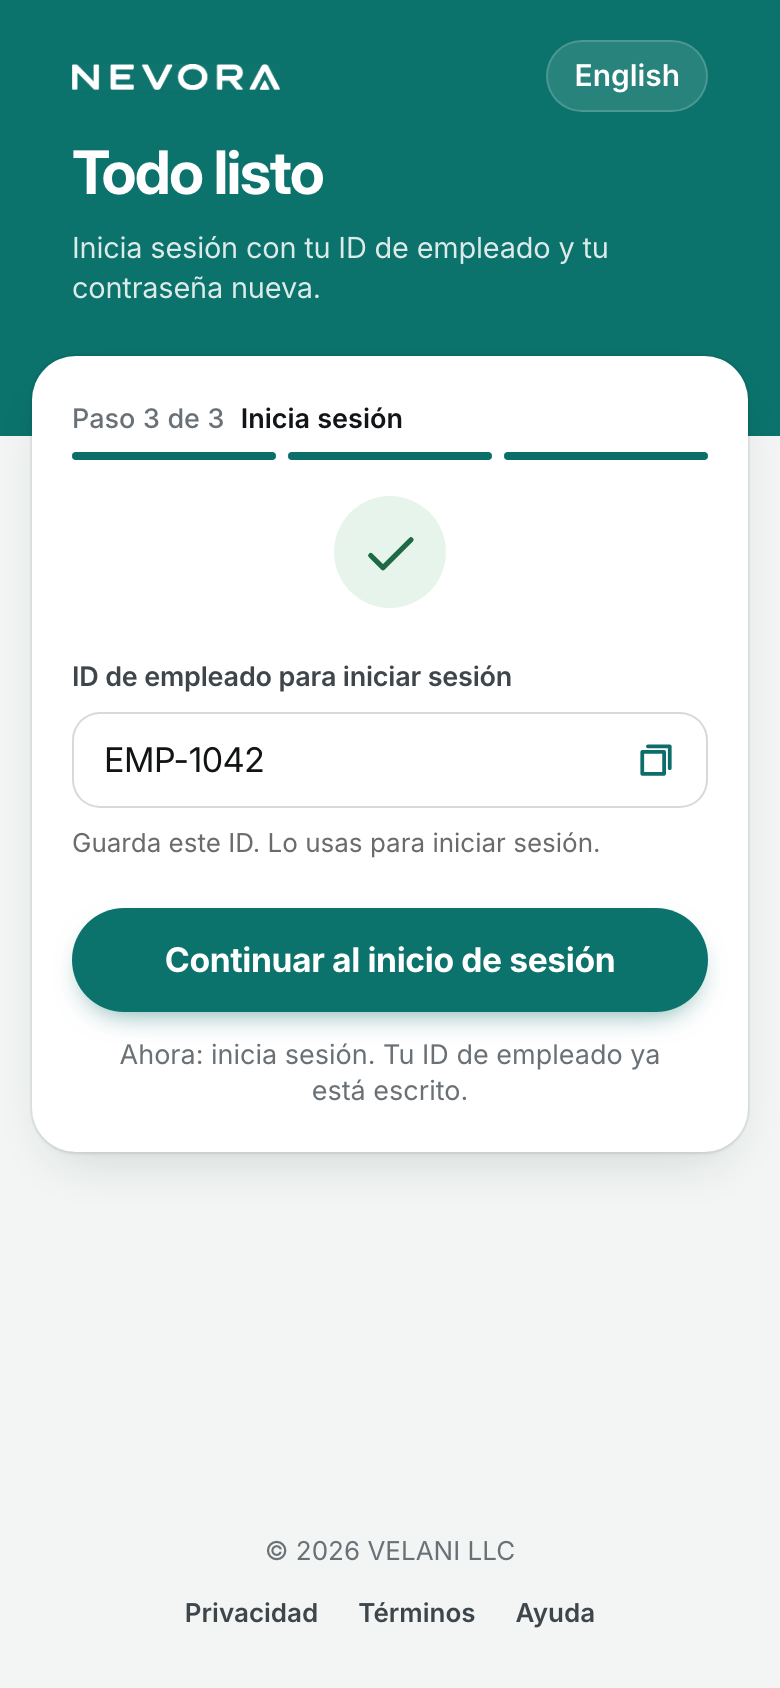 NEVORA
English
Todo listo
Inicia sesión con tu ID de empleado y tu
contraseña nueva.
Paso 3 de 3 Inicia sesión
ID de empleado para iniciar sesión
EMP-1042
Guarda este ID. Lo usas para iniciar sesión.
Continuar al inicio de sesión
Ahora: inicia sesión. Tu ID de empleado ya
está escrito.
© 2026 VELANI LLC
Privacidad Términos Ayuda